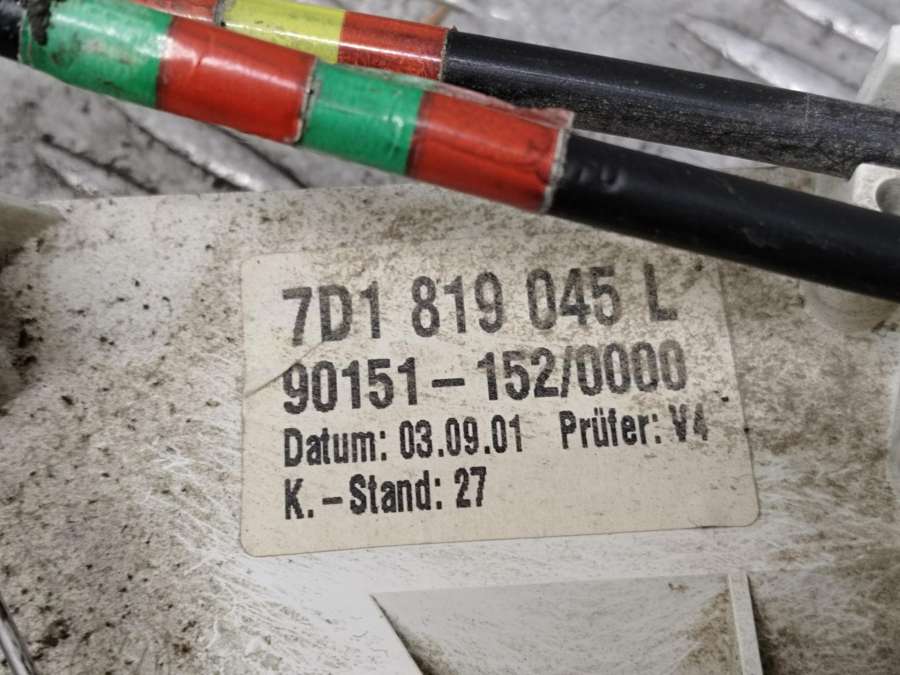 7D1 819 045 L
90151-152/0000
Datum: 03.09.01 Prüfer: V4
K.-Stand: 27